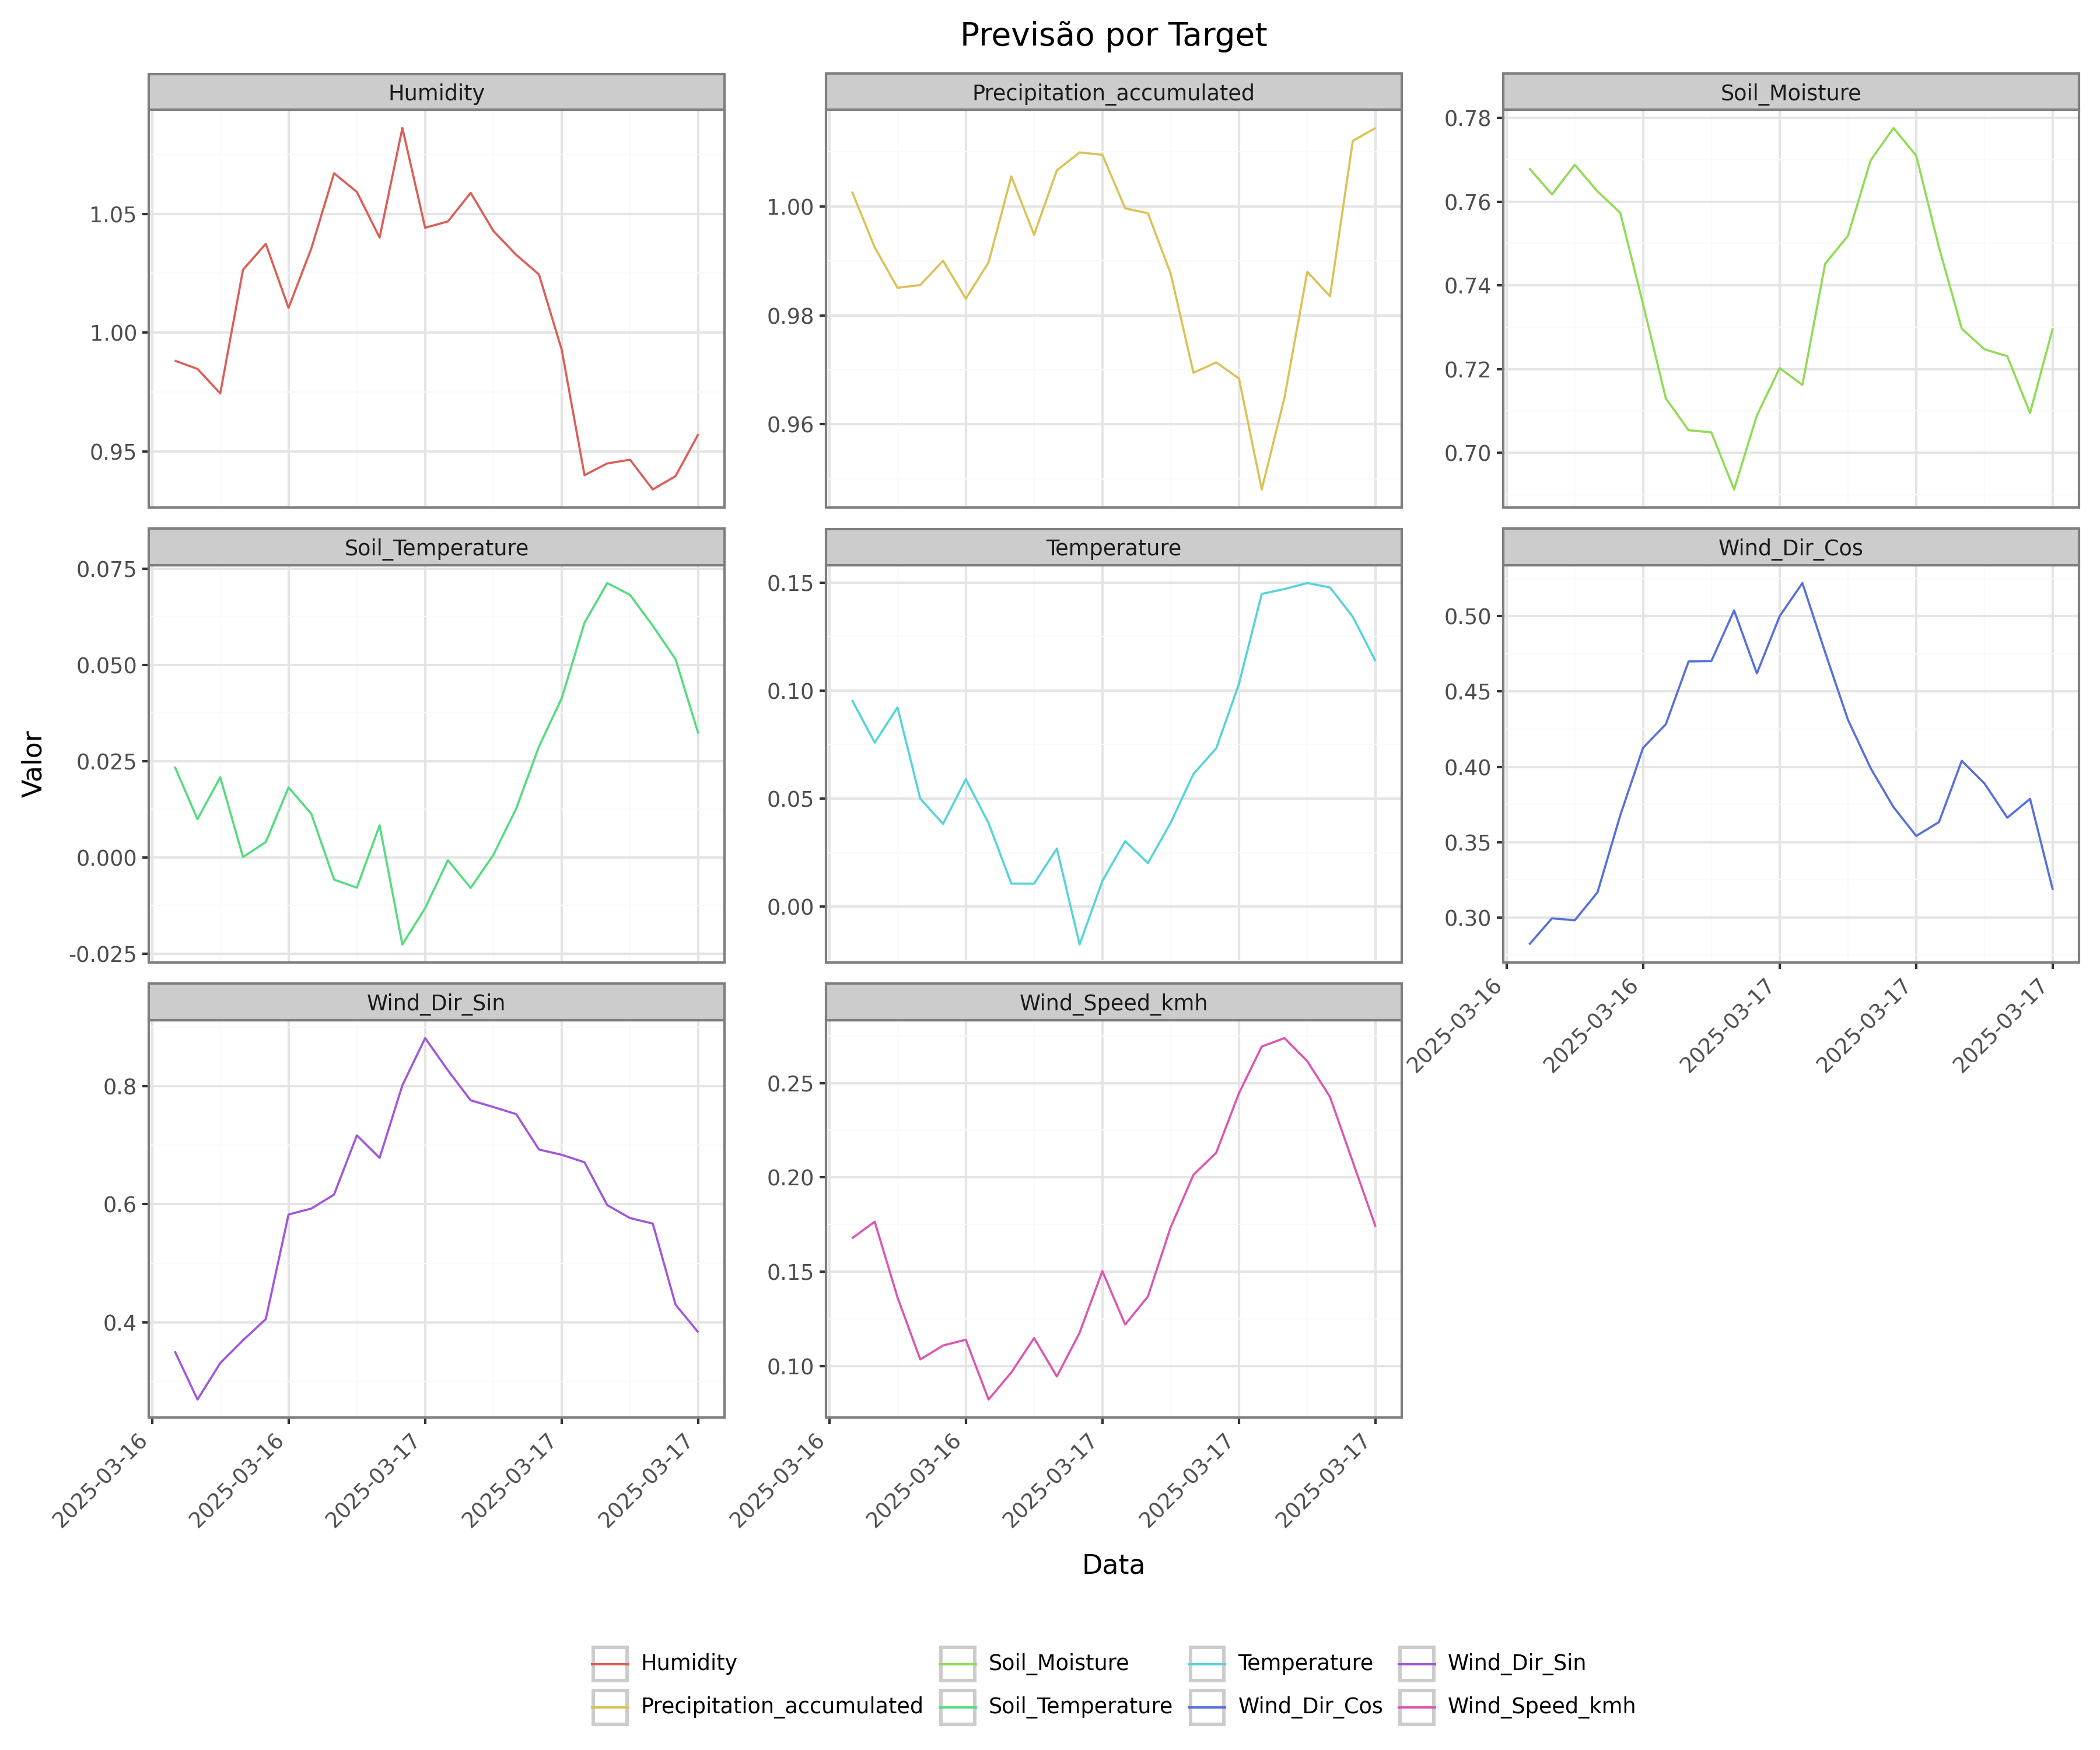 Previsão por Target
Humidity
Precipitation_accumulated
Soil_Moisture
1.05
1.00
0.95
1.00
0.98
0.96
0.78
0.76
0.74
0.72
0.70
Soil_Temperature
Temperature
Wind_Dir_Cos
0.075
0.050
0.025
0.000
-0.025
0.15
0.10
0.05
0.00
0.50
0.45
0.40
0.35
0.30
2025-03-16
2025-03-16
2025-03-17
2025-03-17
2025-03-17
Valor
Wind_Dir_Sin
Wind_Speed_kmh
0.8
0.6
0.4
0.25
0.20
0.15
0.10
2025-03-16
2025-03-16
2025-03-17
2025-03-17
2025-03-17
2025-03-16
2025-03-16
2025-03-17
2025-03-17
2025-03-17
Data
Humidity
Soil_Moisture
Temperature
Wind_Dir_Sin
Precipitation_accumulated
Soil_Temperature
Wind_Dir_Cos
Wind_Speed_kmh